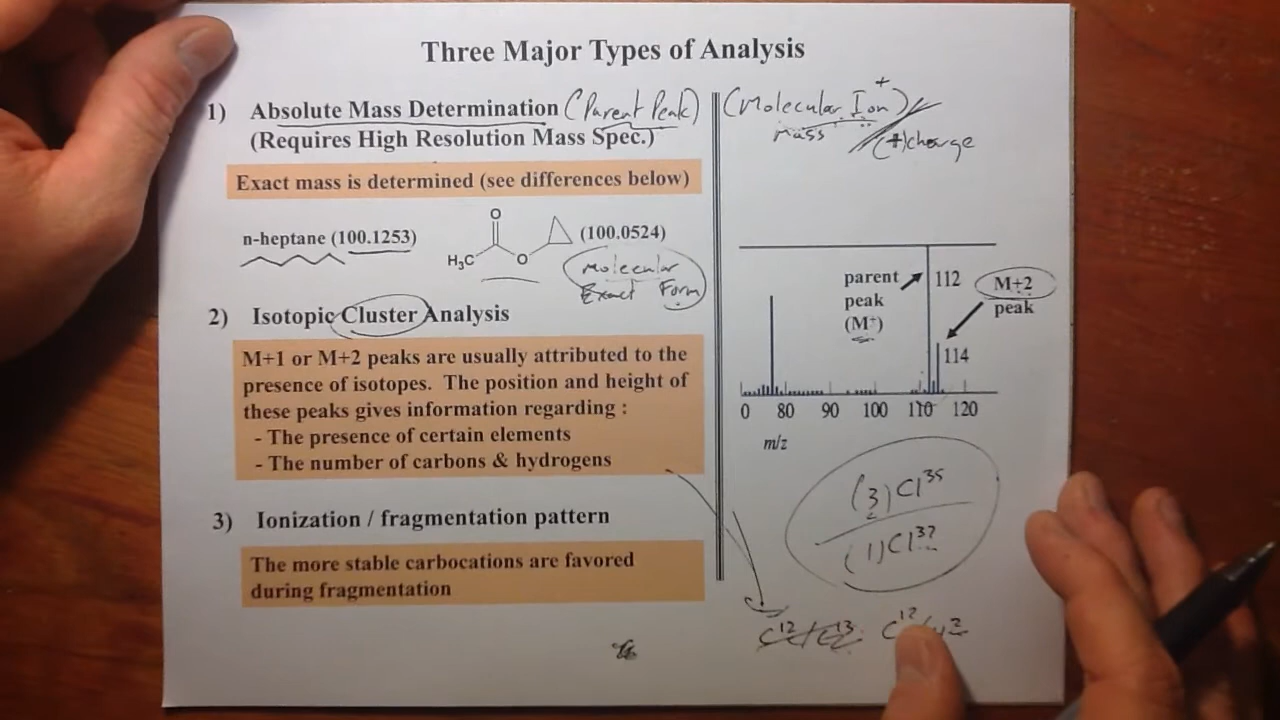 Three Major Types of Analysis
1) Absolute Mass Determination (Parent Peak)
(Requires High Resolution Mass Spec.)
Exact mass is determined (see differences below)
n-heptane (100.1253)
O
H₃C
O
(100.0524)
Molecular
Exact Form
2) Isotopic Cluster Analysis
M+1 or M+2 peaks are usually attributed to the
presence of isotopes. The position and height of
these peaks gives information regarding :
- The presence of certain elements
- The number of carbons & hydrogens
3) Ionization / fragmentation pattern
The more stable carbocations are favored
during fragmentation
(Molecular Ion)⁺
mass
(+)charge
parent
peak
(M⁺)
112
M+2
peak
114
0 80 90 100 110 120
m/z
(3)Cl³⁵
(1)Cl³⁷
C¹²/C¹³ C¹²